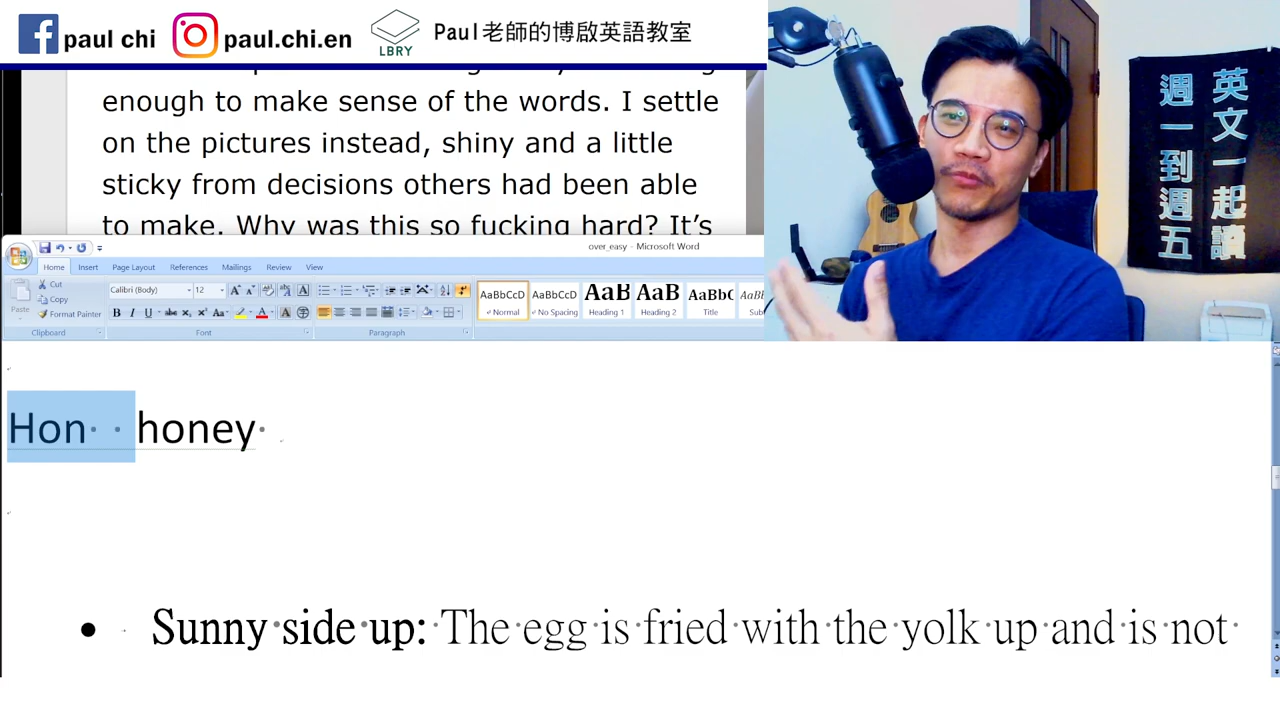 paul chi
paul.chi.en
LBRY
Paul老師的博啟英語教室
enough to make sense of the words. I settle
on the pictures instead, shiny and a little
sticky from decisions others had been able
to make. Why was this so fucking hard? It's
英文一起讀
週一到週五
over_easy - Microsoft Word
Home Insert Page Layout References Mailings Review View
Paste
Cut
Copy
Format Painter
Clipboard
Calibri (Body) 12
Font
Paragraph
AaBbCcD AaBbCcD AaBb AaB AaBbC
Normal No Spacing Heading 1 Heading 2 Title
Hon honey
• Sunny side up: The egg is fried with the yolk up and is not